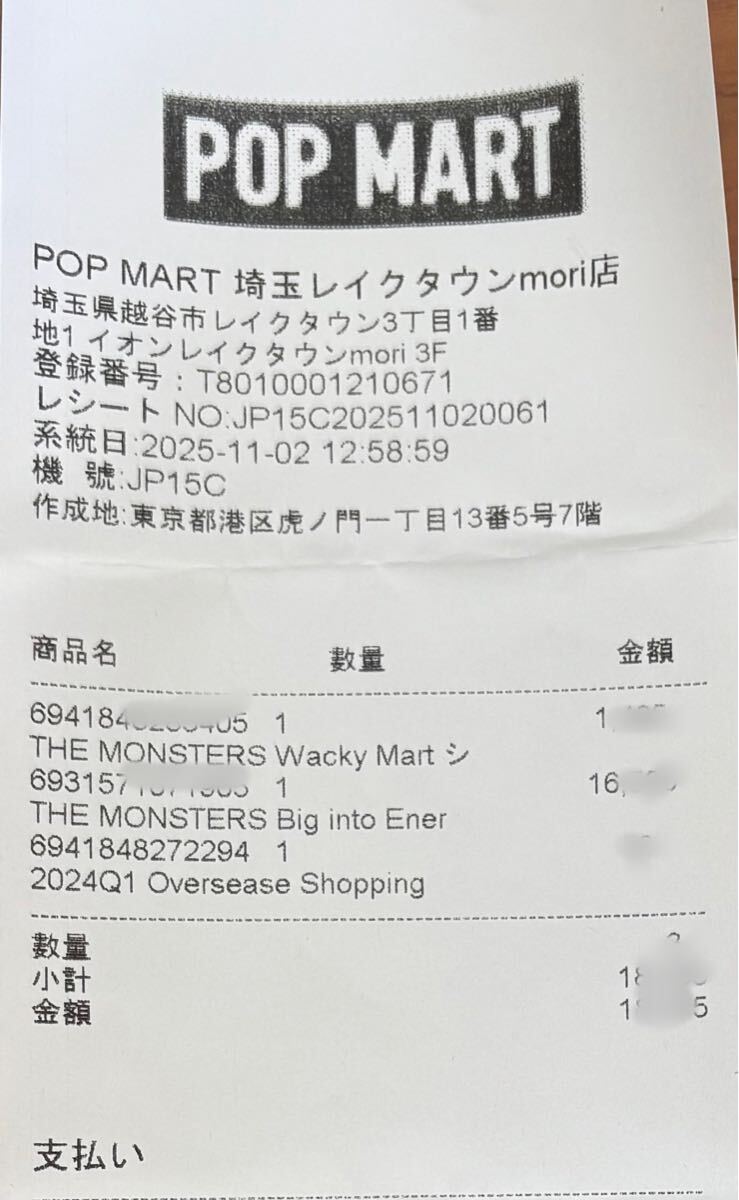 POP MART
POP MART 埼玉レイクタウンmori店
埼玉県越谷市レイクタウン3丁目1番
地1 イオンレイクタウンmori 3F
登録番号：T8010001210671
レシート NO:JP15C202511020061
系統日:2025-11-02 12:58:59
機 號:JP15C
作成地:東京都港区虎ノ門一丁目13番5号7階
商品名 數量 金額
1
THE MONSTERS Wacky Mart シ
1
THE MONSTERS Big into Ener
6941848272294 1
2024Q1 Oversease Shopping
數量
小計
金額
支払い